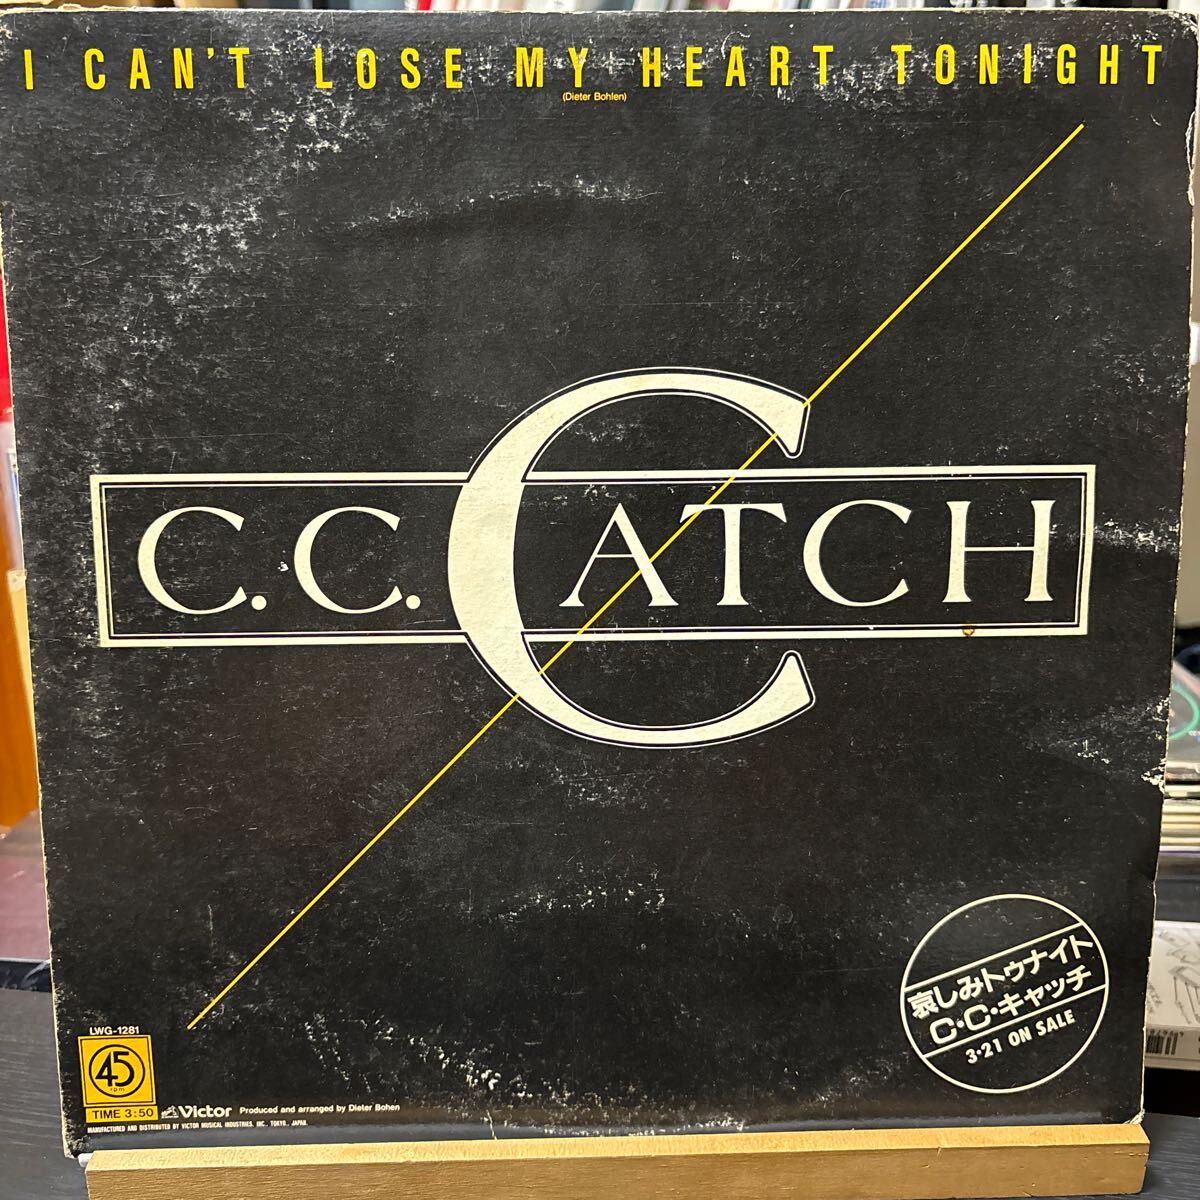 I CAN'T LOSE MY HEART TONIGHT
(Dieter Bohlen)
C.C.CATCH
哀しみトゥナイト
C·C·キャッチ
3·21 ON SALE
LWG-1281
45
rpm
TIME 3:50
Victor Produced and arranged by Dieter Bohen
MANUFACTURED AND DISTRIBUTED BY VICTOR MUSICAL INDUSTRIES, INC. TOKYO, JAPAN.